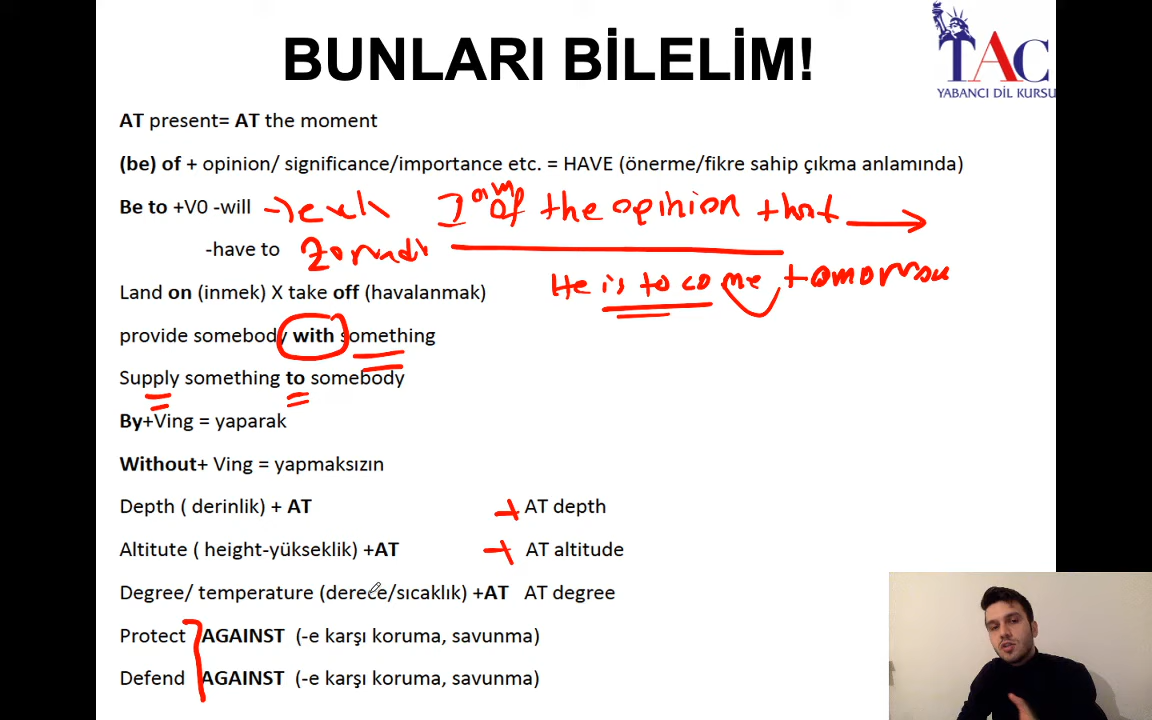 BUNLARI BİLELİM!
TAC
YABANCI DİL KURSU
AT present= AT the moment
(be) of + opinion/ significance/importance etc. = HAVE (önerme/fikre sahip çıkma anlamında)
Be to +V0 -will
I am of the opinion that
-have to
He is to come tomorrow
Land on (inmek) X take off (havalanmak)
provide somebody with something
Supply something to somebody
By+Ving = yaparak
Without+ Ving = yapmaksızın
Depth ( derinlik) + AT AT depth
Altitute ( height-yükseklik) +AT AT altitude
Degree/ temperature (derece/sıcaklık) +AT AT degree
Protect AGAINST (-e karşı koruma, savunma)
Defend AGAINST (-e karşı koruma, savunma)